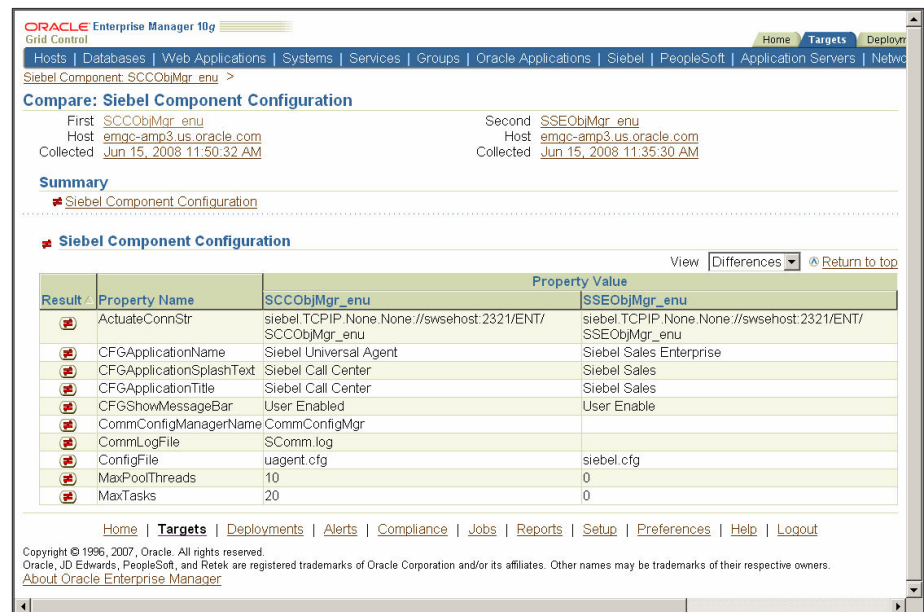 ORACLE Enterprise Manager 10g
Grid Control
Home Targets Deploym
Hosts | Databases | Web Applications | Systems | Services | Groups | Oracle Applications | Siebel | PeopleSoft | Application Servers | Netwo
Siebel Component: SCCObjMgr_enu >
Compare: Siebel Component Configuration
First SCCObjMgr_enu Second SSEObjMgr_enu
Host emgc-amp3.us.oracle.com Host emgc-amp3.us.oracle.com
Collected Jun 15, 2008 11:50:32 AM Collected Jun 15, 2008 11:35:30 AM
Summary
Siebel Component Configuration
Siebel Component Configuration
View Differences Return to top
Property Value
Result Property Name SCCObjMgr_enu SSEObjMgr_enu
ActuateConnStr siebel.TCPIP.None.None://swsehost:2321/ENT/ siebel.TCPIP.None.None://swsehost:2321/ENT/
SCCObjMgr_enu SSEObjMgr_enu
CFGApplicationName Siebel Universal Agent Siebel Sales Enterprise
CFGApplicationSplashText Siebel Call Center Siebel Sales
CFGApplicationTitle Siebel Call Center Siebel Sales
CFGShowMessageBar User Enabled User Enable
CommConfigManagerName CommConfigMgr
CommLogFile SComm.log
ConfigFile uagent.cfg siebel.cfg
MaxPoolThreads 10 0
MaxTasks 20 0
Home | Targets | Deployments | Alerts | Compliance | Jobs | Reports | Setup | Preferences | Help | Logout
Copyright © 1996, 2007, Oracle. All rights reserved.
Oracle, JD Edwards, PeopleSoft, and Retek are registered trademarks of Oracle Corporation and/or its affiliates. Other names may be trademarks of their respective owners.
About Oracle Enterprise Manager